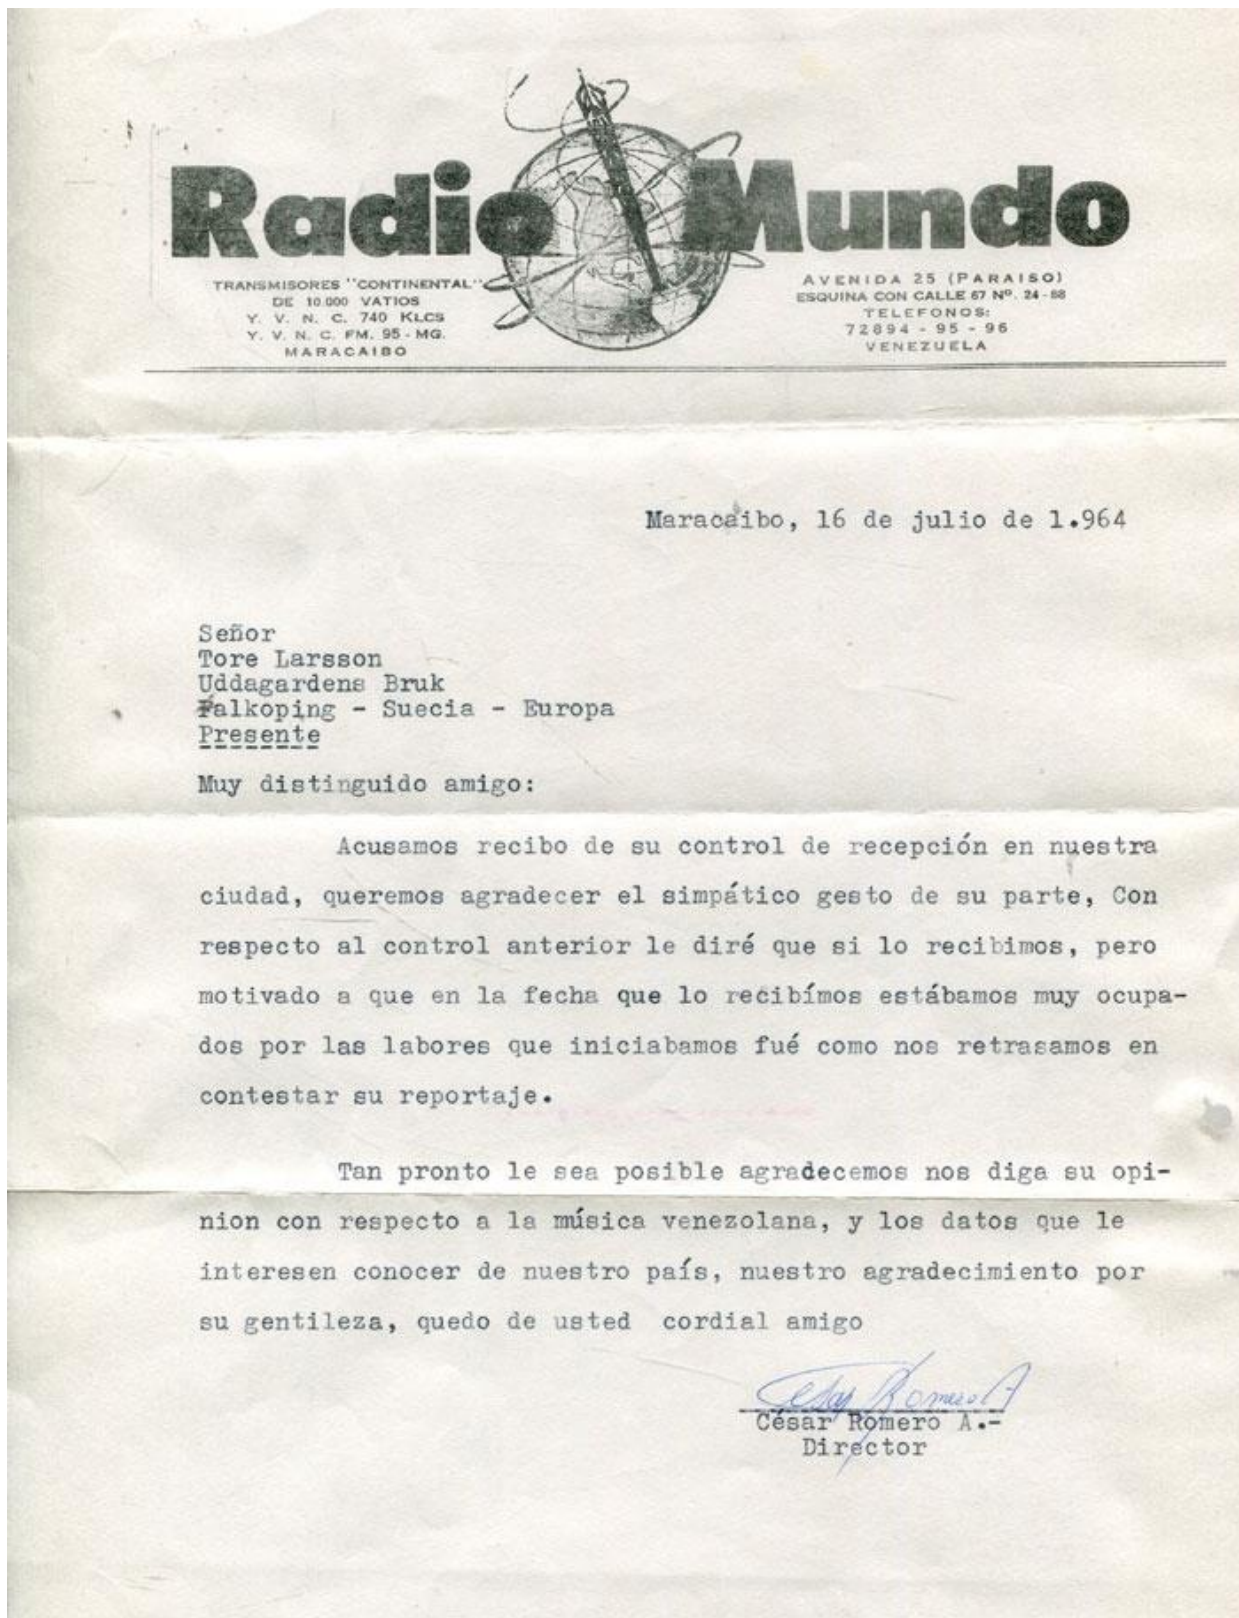 Radio Mundo
TRANSMISORES "CONTINENTAL"
DE 10.000 VATIOS
Y. V. N. C. 740 KLCS
Y. V. N. C. FM. 95 - MG.
MARACAIBO
AVENIDA 25 (PARAISO)
ESQUINA CON CALLE 67 Nº. 24 - 88
TELEFONOS:
72894 - 95 - 96
VENEZUELA
Maracaibo, 16 de julio de 1.964
Señor
Tore Larsson
Uddagardens Bruk
Falkoping - Suecia - Europa
Presente
Muy distinguido amigo:
Acusamos recibo de su control de recepción en nuestra
ciudad, queremos agradecer el simpático gesto de su parte, Con
respecto al control anterior le diré que si lo recibimos, pero
motivado a que en la fecha que lo recibímos estábamos muy ocupa-
dos por las labores que iniciabamos fué como nos retrasamos en
contestar su reportaje.
Tan pronto le sea posible agradecemos nos diga su opi-
nion con respecto a la música venezolana, y los datos que le
interesen conocer de nuestro país, nuestro agradecimiento por
su gentileza, quedo de usted cordial amigo
Cesar Romero A
César Romero A.-
Director